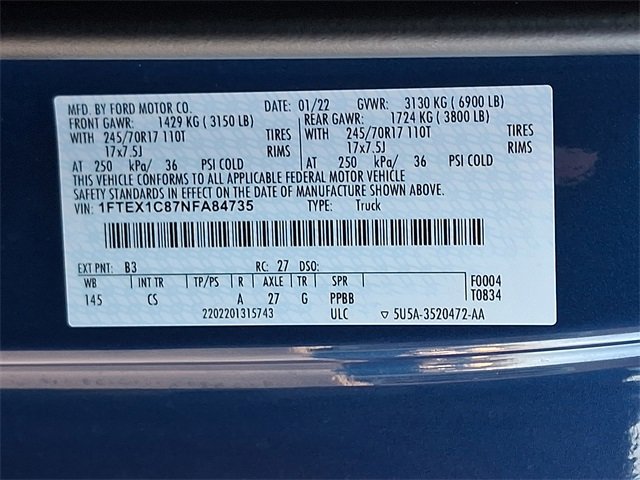 MFD. BY FORD MOTOR CO. DATE: 01/22 GVWR: 3130 KG ( 6900 LB)
FRONT GAWR: 1429 KG ( 3150 LB) REAR GAWR: 1724 KG ( 3800 LB)
WITH 245/70R17 110T TIRES WITH 245/70R17 110T TIRES
17x7.5J RIMS 17x7.5J RIMS
AT 250 kPa/ 36 PSI COLD AT 250 kPa/ 36 PSI COLD
THIS VEHICLE CONFORMS TO ALL APPLICABLE FEDERAL MOTOR VEHICLE
SAFETY STANDARDS IN EFFECT ON THE DATE OF MANUFACTURE SHOWN ABOVE.
VIN: 1FTEX1C87NFA84735 TYPE: Truck
EXT PNT: B3 RC: 27 DSO:
WB INT TR TP/PS R AXLE TR SPR F0004
145 CS A 27 G PPBB T0834
2202201315743 ULC ▽ 5U5A-3520472-AA